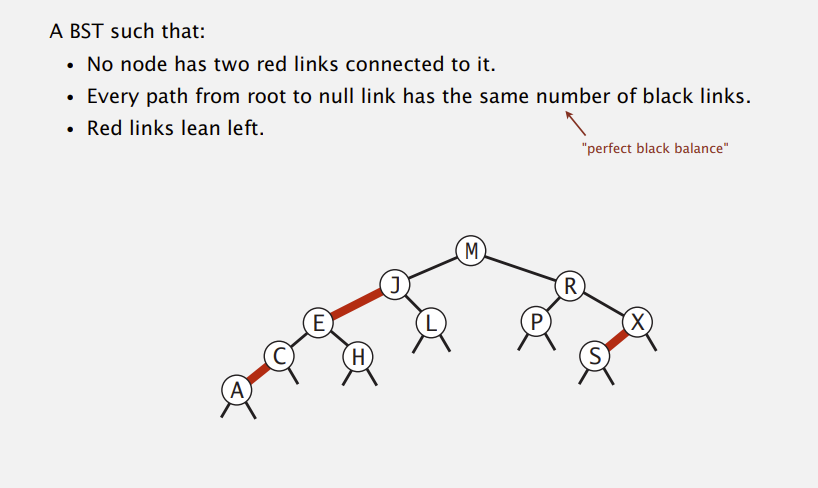 A BST such that:
• No node has two red links connected to it.
• Every path from root to null link has the same number of black links.
• Red links lean left.
"perfect black balance"
M
J R
E L P X
C H S
A